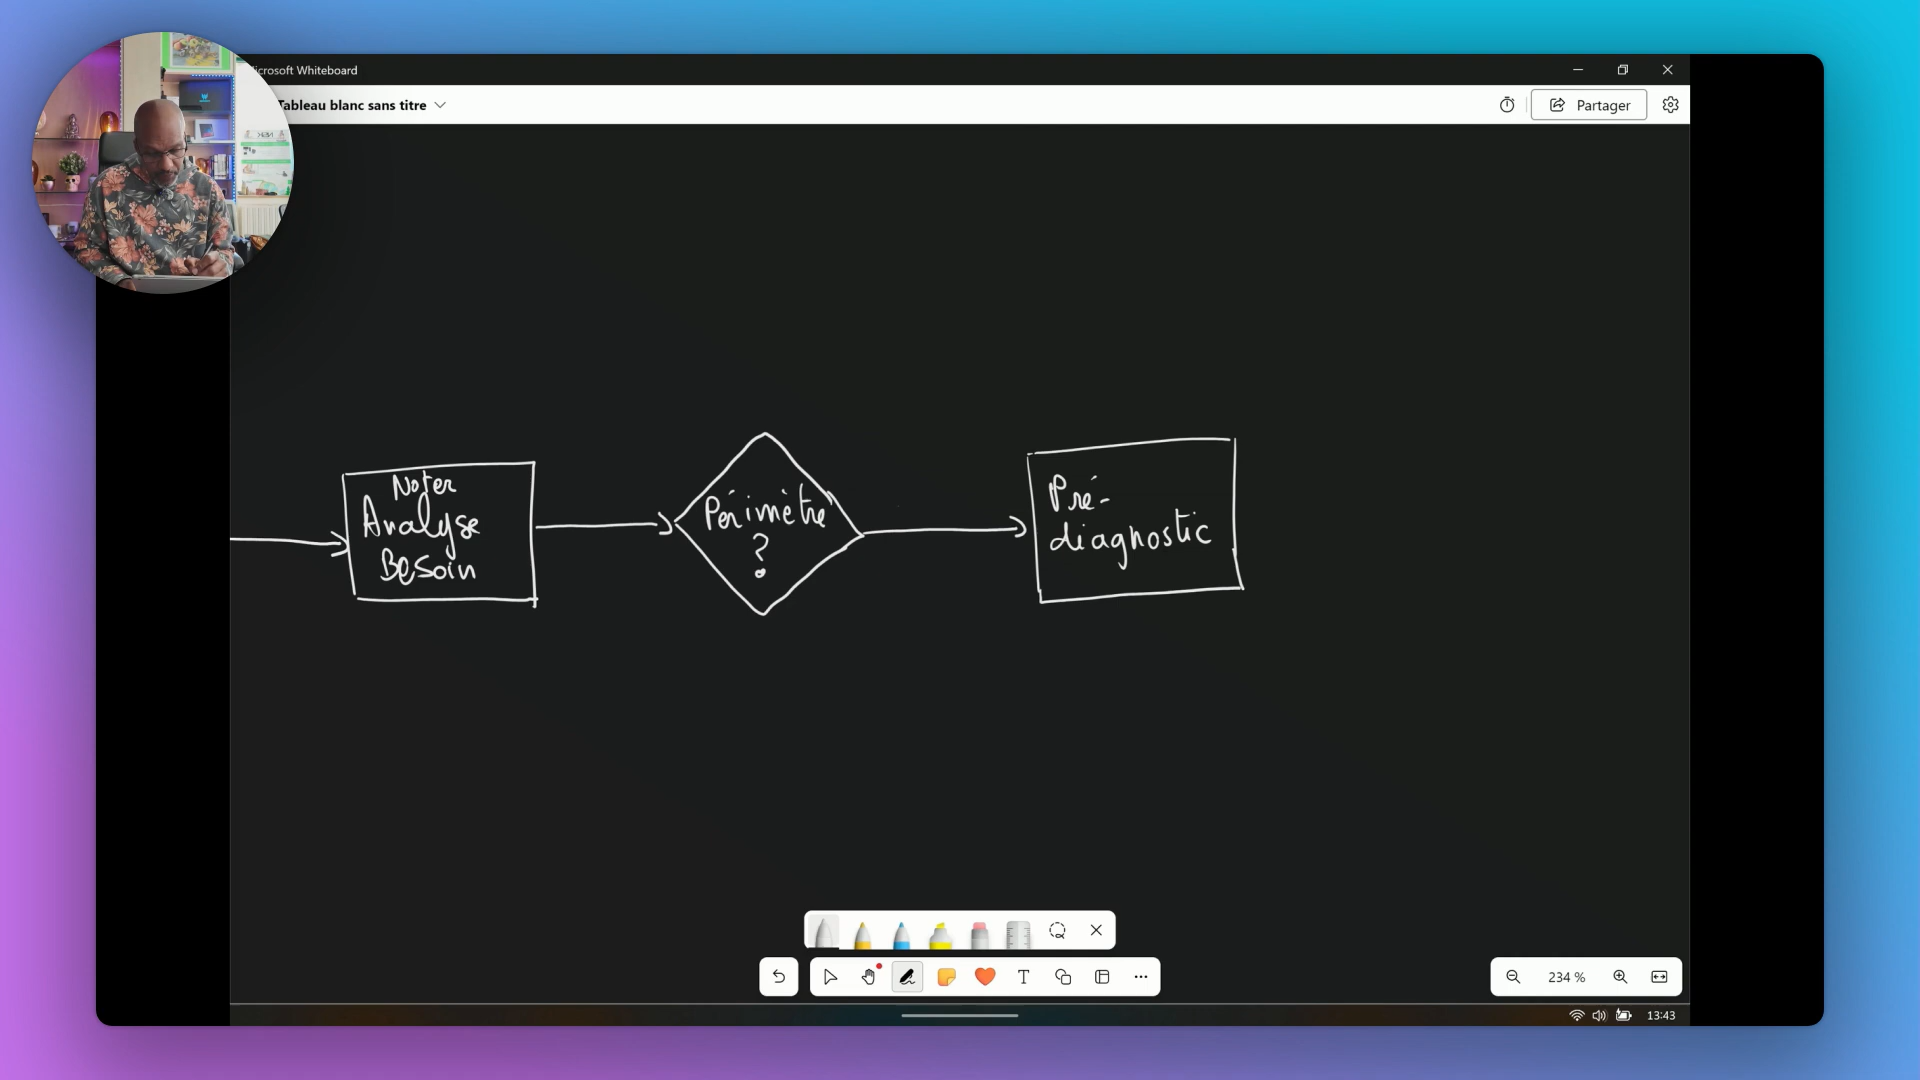 Microsoft Whiteboard
Tableau blanc sans titre
Partager
Noter
Analyse
Besoin
Périmètre
?
Pré-
diagnostic
234 %
13:43